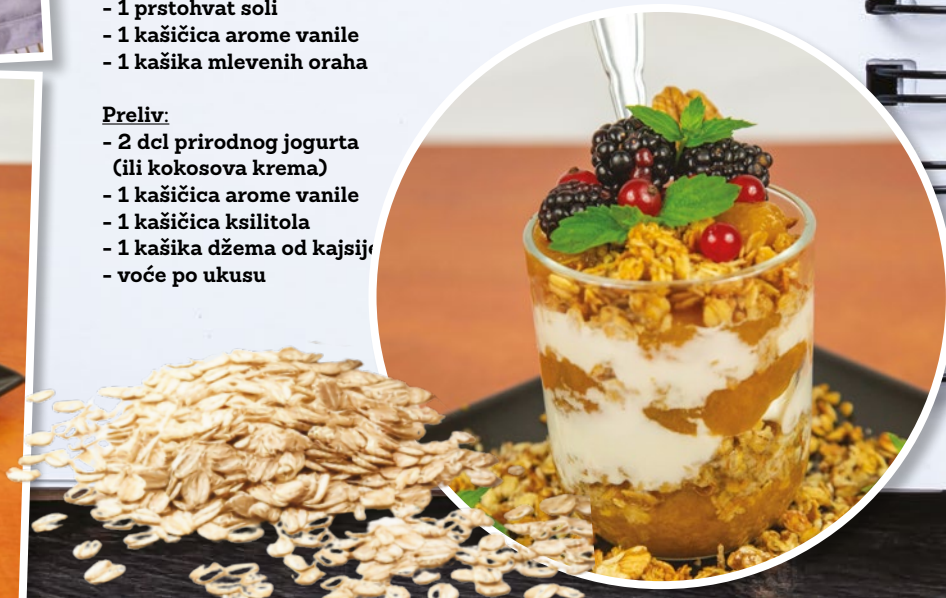 - 1 prstohvat soli
- 1 kašičica arome vanile
- 1 kašika mlevenih oraha
Preliv:
- 2 dcl prirodnog jogurta
(ili kokosova krema)
- 1 kašičica arome vanile
- 1 kašičica ksilitola
- 1 kašika džema od kajsije
- voće po ukusu